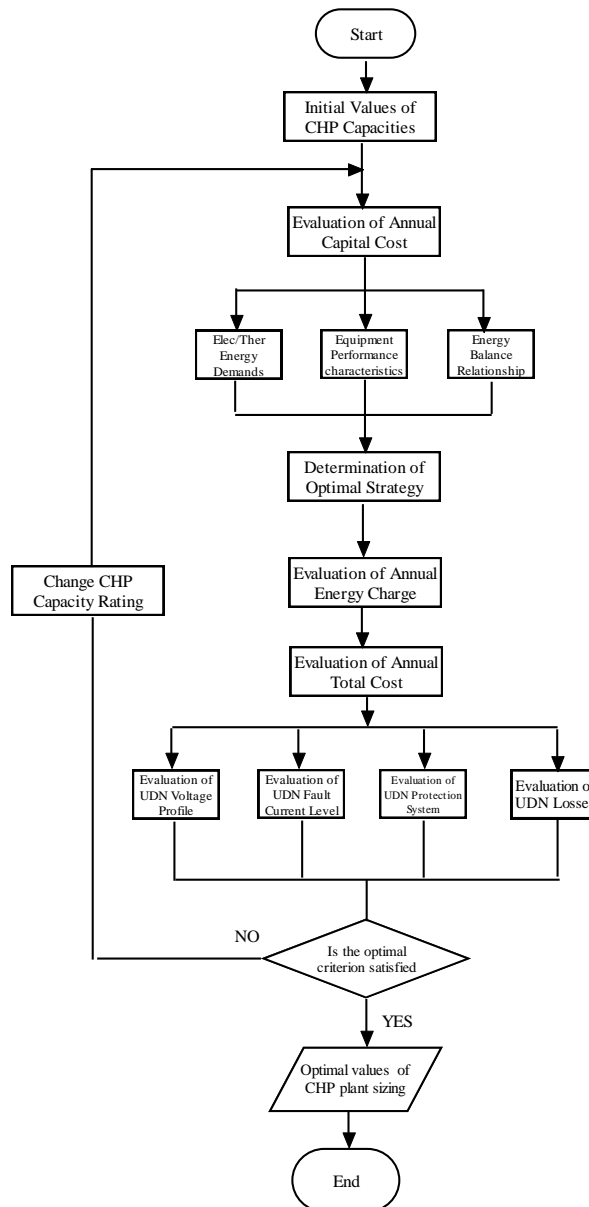 Start
Initial Values of
CHP Capacities
Evaluation of Annual
Capital Cost
Elec/Ther
Energy
Demands
Equipment
Performance
characteristics
Energy
Balance
Relationship
Determination of
Optimal Strategy
Change CHP
Capacity Rating
Evaluation of Annual
Energy Charge
Evaluation of Annual
Total Cost
Evaluation of
UDN Voltage
Profile
Evaluation of
UDN Fault
Current Level
Evaluation of
UDN Protection
System
Evaluation o
UDN Losse
NO
Is the optimal
criterion satisfied
YES
Optimal values of
CHP plant sizing
End